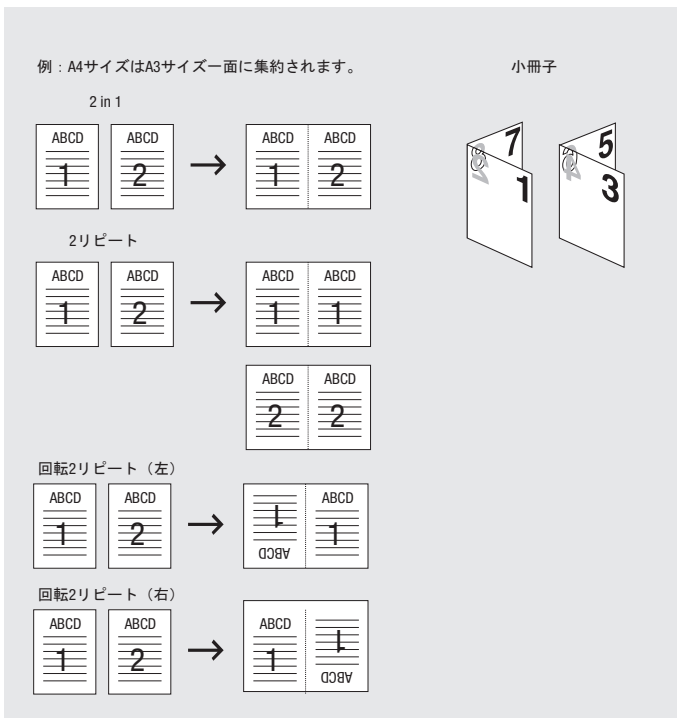 例：A4サイズはA3サイズ一面に集約されます。
小冊子
2 in 1
ABCD ABCD ABCD ABCD
1 2 → 1 2
7 1 5 3
2リピート
ABCD ABCD ABCD ABCD
1 2 → 1 1
ABCD ABCD
2 2
回転2リピート（左）
ABCD ABCD ABCD
1 2 → 1 1
ABCD
回転2リピート（右）
ABCD ABCD ABCD
1 2 → 1 1
ABCD